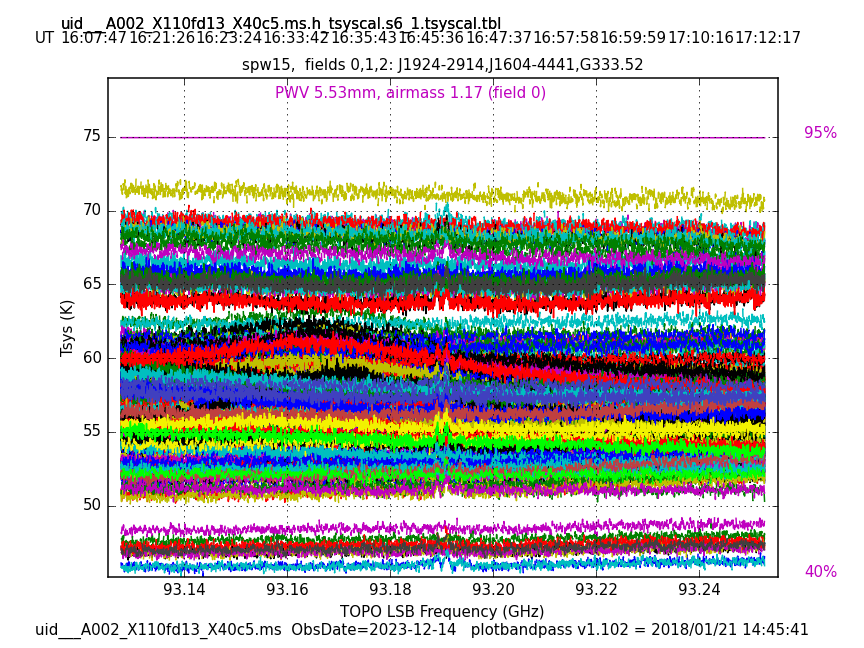 uid___A002_X110fd13_X40c5.ms.h_tsyscal.s6_1.tsyscal.tbl
UT 16:07:47 16:21:26 16:23:24 16:33:42 16:35:43 16:45:36 16:47:37 16:57:58 16:59:59 17:10:16 17:12:17
spw15,  fields 0,1,2: J1924-2914,J1604-4441,G333.52
PWV 5.53mm, airmass 1.17 (field 0)
95%
75
70
65
60
55
50
Tsys (K)
40%
93.14 93.16 93.18 93.20 93.22 93.24
TOPO LSB Frequency (GHz)
uid___A002_X110fd13_X40c5.ms  ObsDate=2023-12-14   plotbandpass v1.102 = 2018/01/21 14:45:41